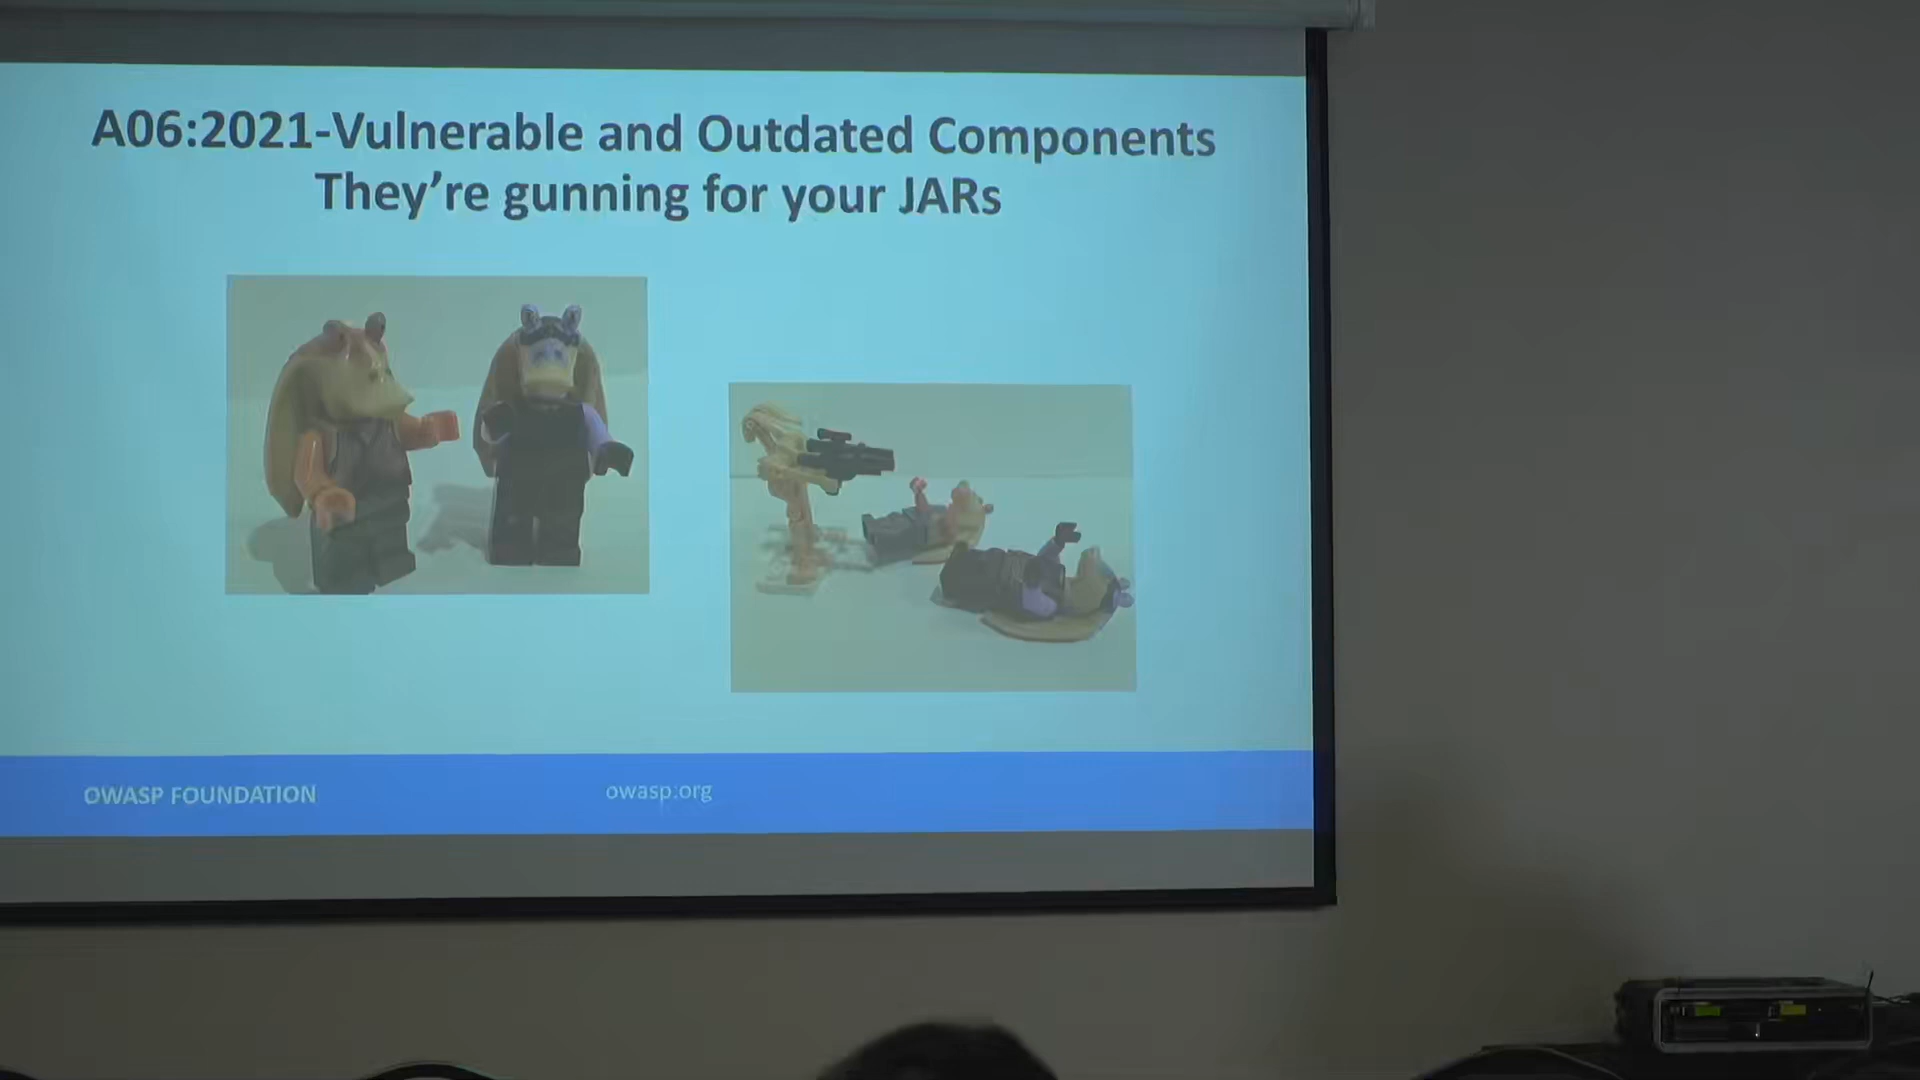 A06:2021-Vulnerable and Outdated Components
They’re gunning for your JARs
OWASP FOUNDATION
owasp.org